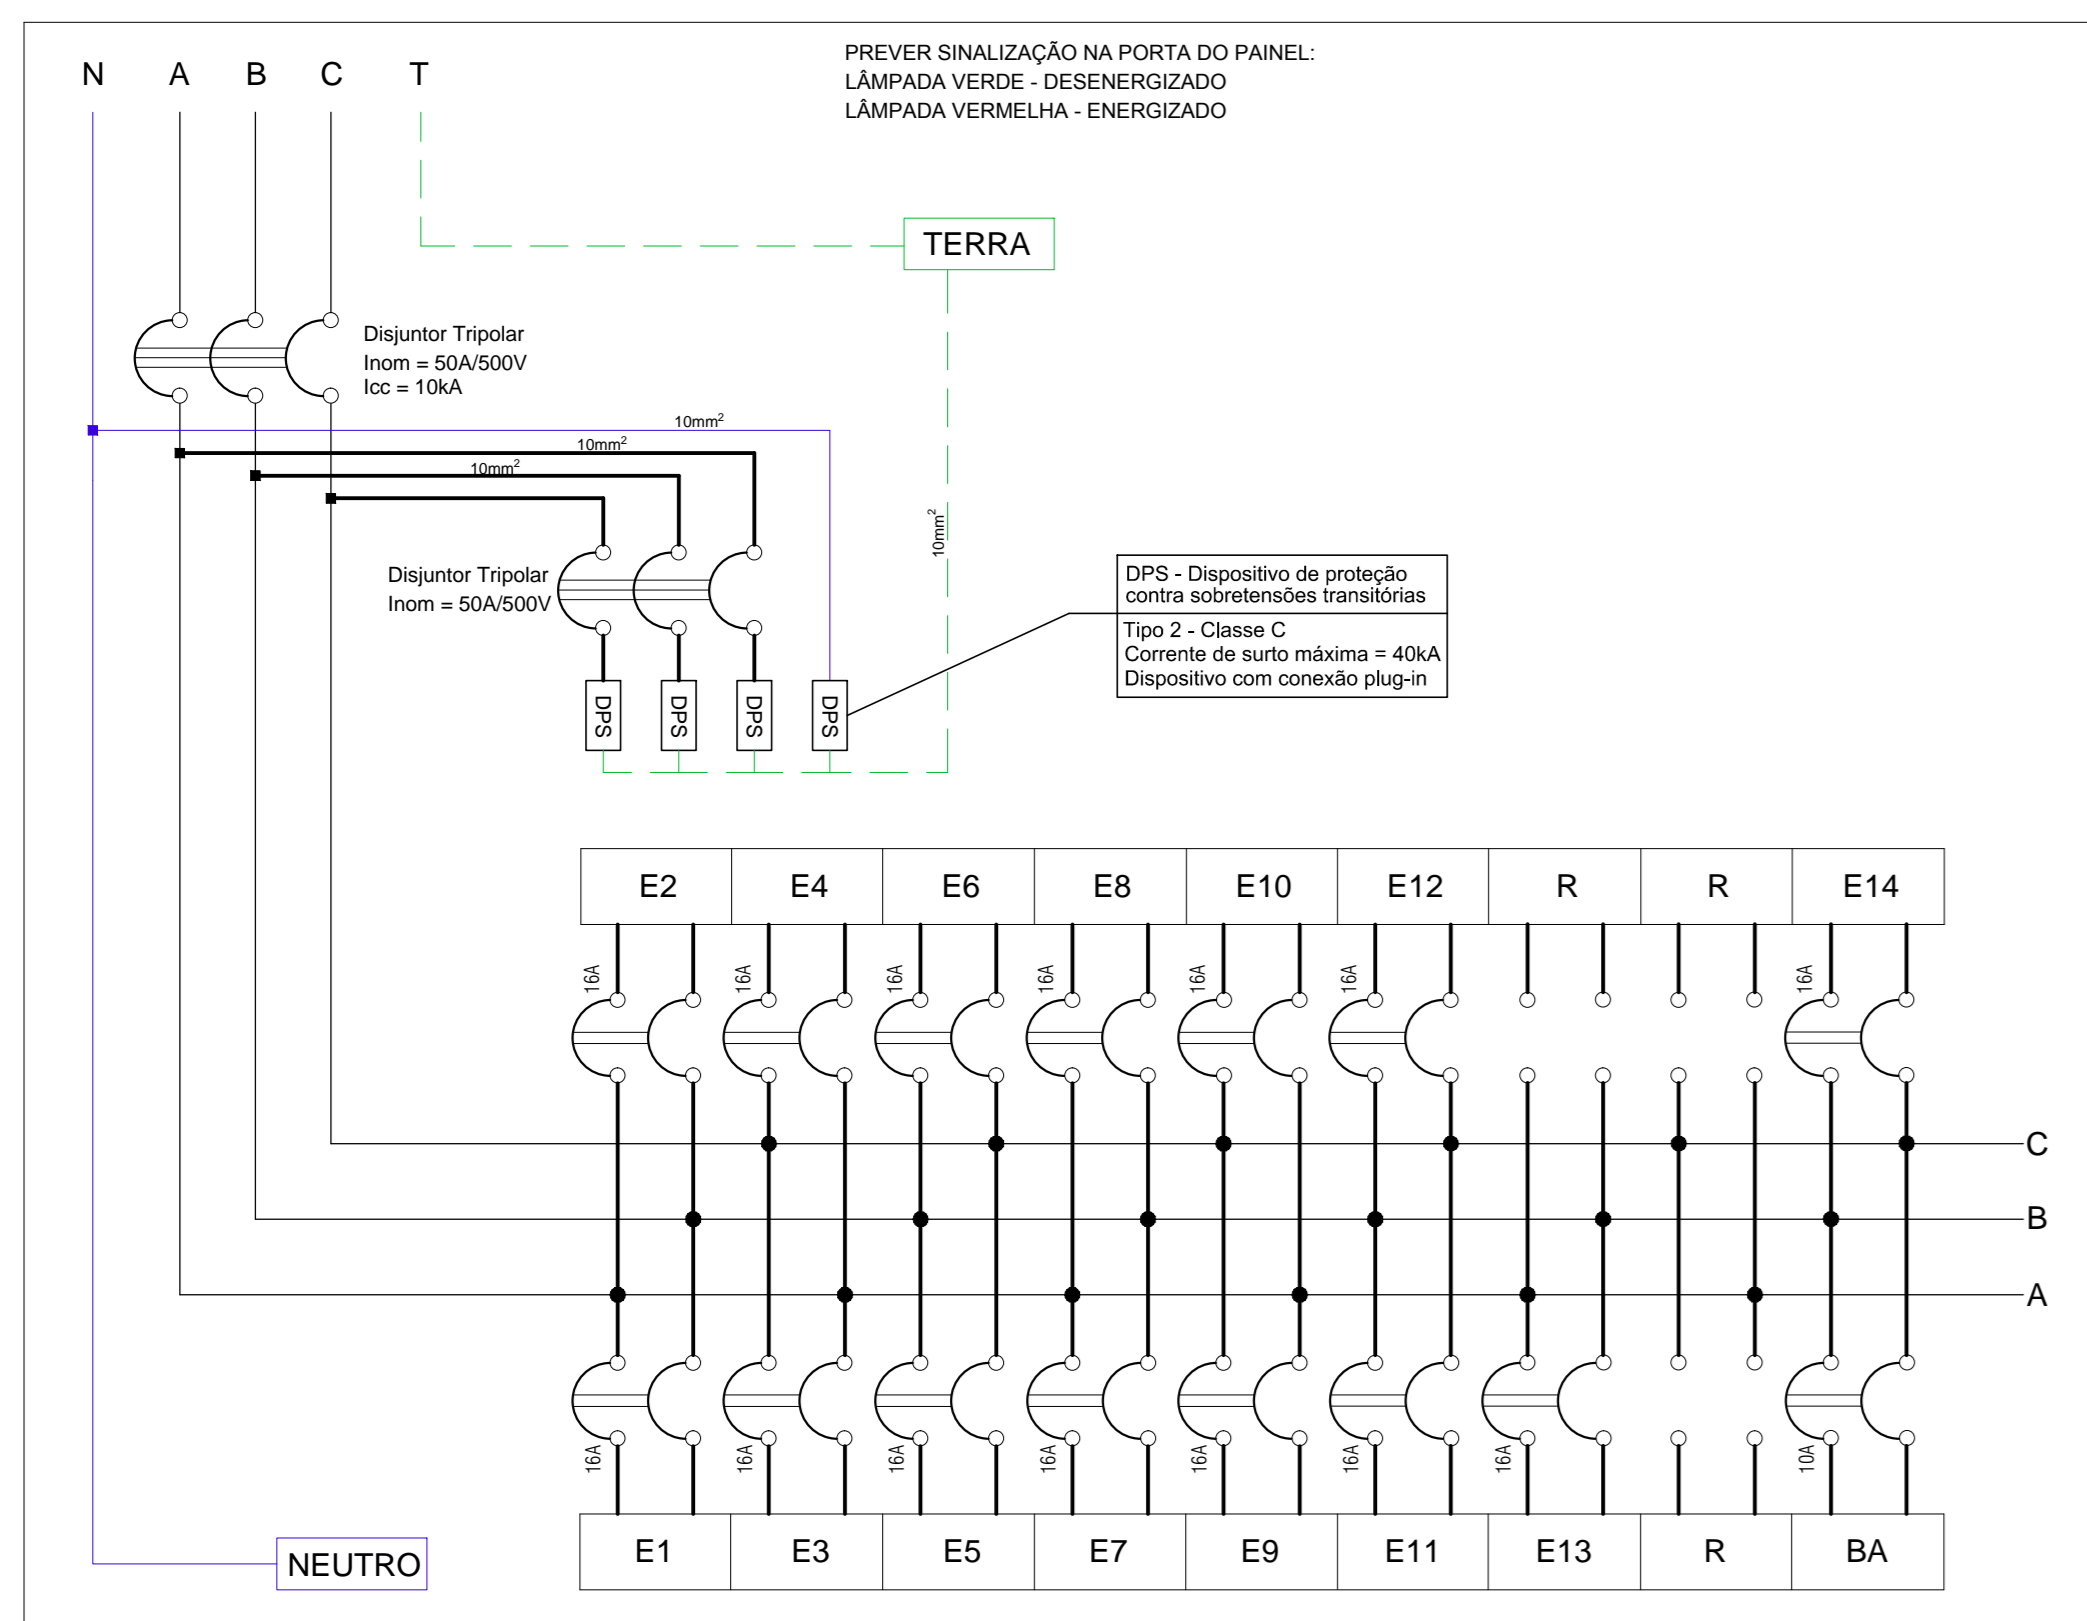 N A B C T
PREVER SINALIZAÇÃO NA PORTA DO PAINEL:
LÂMPADA VERDE - DESENERGIZADO
LÂMPADA VERMELHA - ENERGIZADO
TERRA
Disjuntor Tripolar
Inom = 50A/500V
Icc = 10kA
10mm²
10mm²
10mm²
10mm²
Disjuntor Tripolar
Inom = 50A/500V
DPS - Dispositivo de proteção
contra sobretensões transitórias
Tipo 2 - Classe C
Corrente de surto máxima = 40kA
Dispositivo com conexão plug-in
DPS DPS DPS DPS
E2 E4 E6 E8 E10 E12 R R E14
16A 16A 16A 16A 16A 16A 16A
C
B
A
16A 16A 16A 16A 16A 16A 16A 10A
E1 E3 E5 E7 E9 E11 E13 R BA
NEUTRO